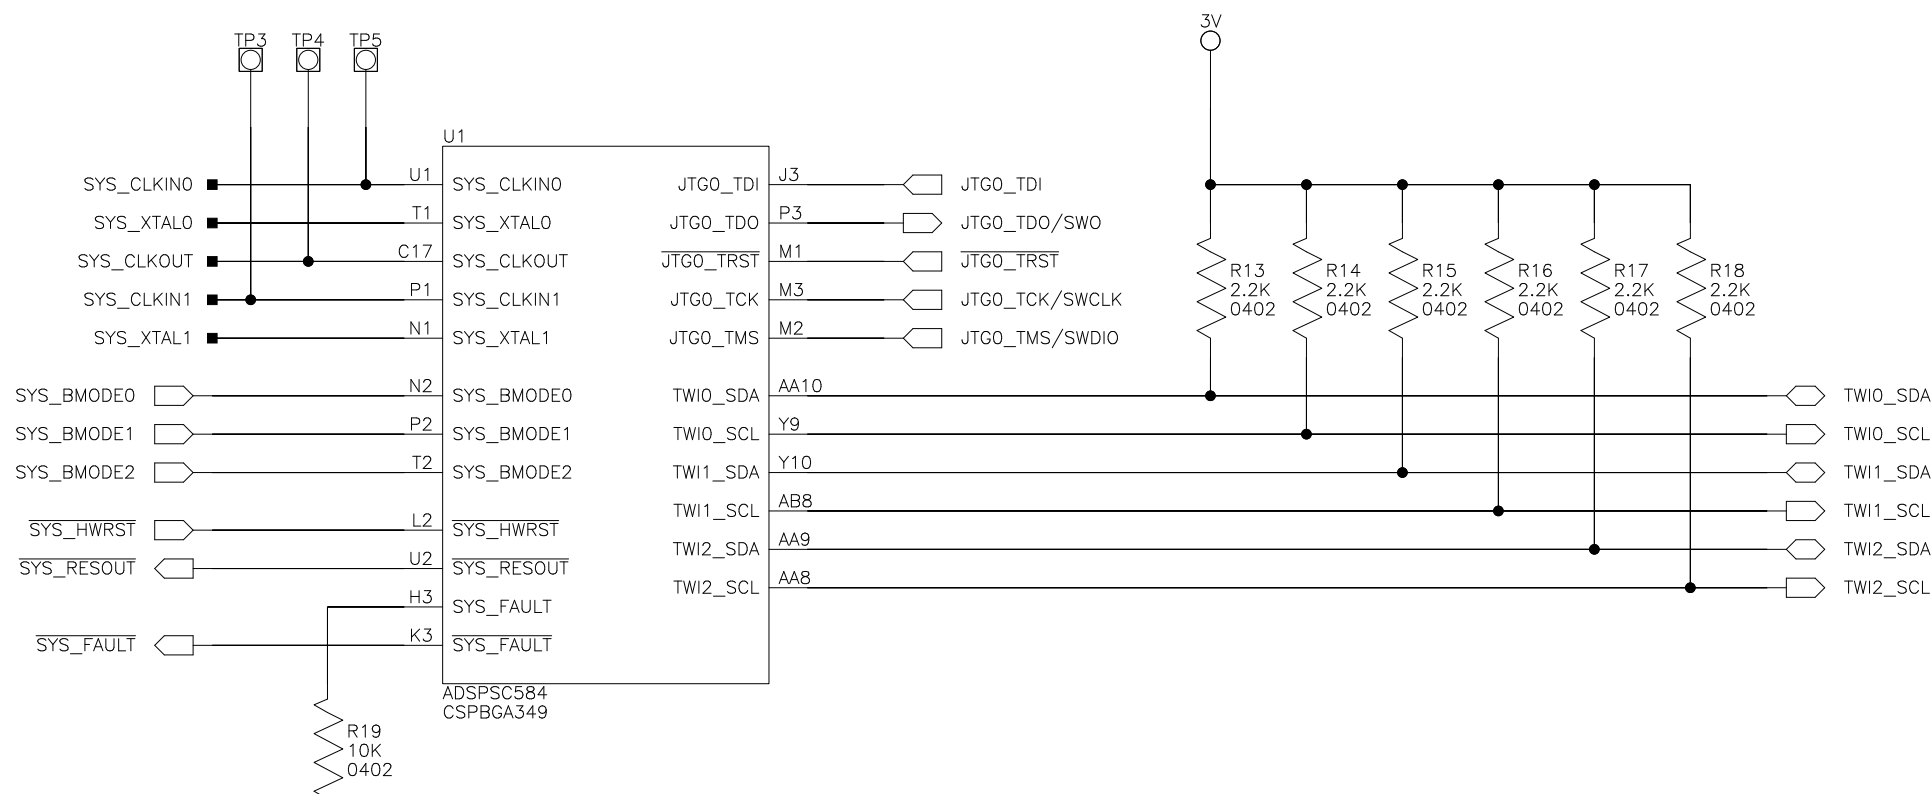 3V
TP3 TP4 TP5
U1
SYS_CLKIN0 U1 SYS_CLKIN0 JTG0_TDI J3 JTG0_TDI
SYS_XTAL0 T1 SYS_XTAL0 JTG0_TDO P3 JTG0_TDO/SWO
SYS_CLKOUT C17 SYS_CLKOUT JTG0_TRST M1 JTG0_TRST
R13 R14 R15 R16 R17 R18
2.2K 2.2K 2.2K 2.2K 2.2K 2.2K
0402 0402 0402 0402 0402 0402
SYS_CLKIN1 P1 SYS_CLKIN1 JTG0_TCK M3 JTG0_TCK/SWCLK
SYS_XTAL1 N1 SYS_XTAL1 JTG0_TMS M2 JTG0_TMS/SWDIO
SYS_BMODE0 N2 SYS_BMODE0 TWI0_SDA AA10 TWI0_SDA
SYS_BMODE1 P2 SYS_BMODE1 TWI0_SCL Y9 TWI0_SCL
SYS_BMODE2 T2 SYS_BMODE2 TWI1_SDA Y10 TWI1_SDA
TWI1_SCL AB8 TWI1_SCL
SYS_HWRST L2 SYS_HWRST
TWI2_SDA AA9 TWI2_SDA
SYS_RESOUT U2 SYS_RESOUT
TWI2_SCL AA8 TWI2_SCL
H3 SYS_FAULT
SYS_FAULT K3 SYS_FAULT
ADSPSC584
CSPBGA349
R19
10K
0402